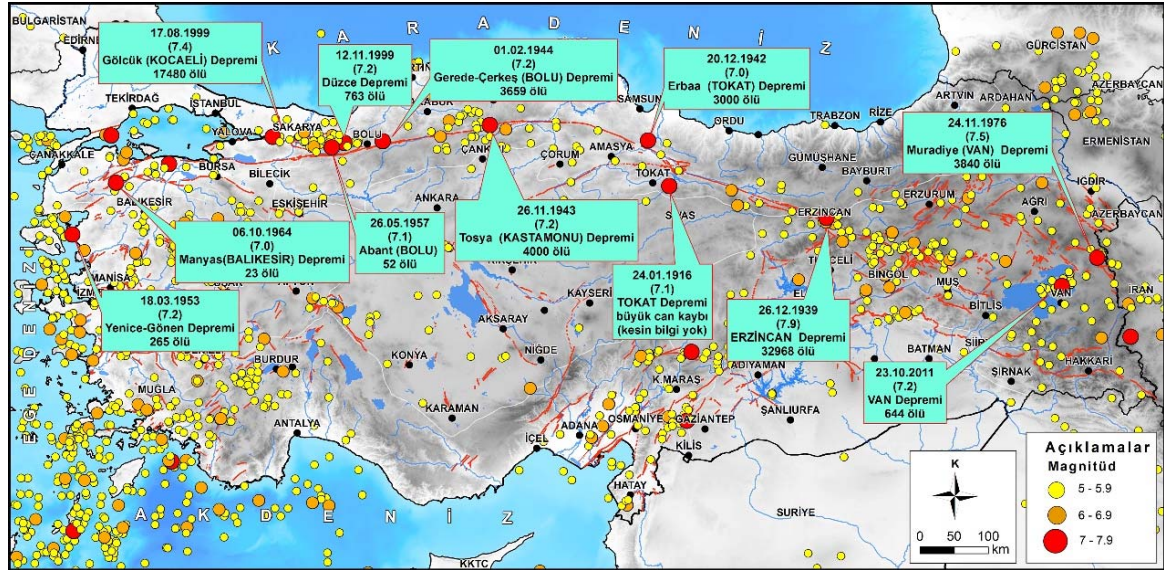 BULGARİSTAN
EDİRN
K A R A D E N İ Z
GÜRCİSTAN
17.08.1999
(7.4)
Gölcük (KOCAELİ) Depremi
17480 ölü
12.11.1999
(7.2)
Düzce Depremi
763 ölü
01.02.1944
(7.2)
Gerede-Çerkeş (BOLU) Depremi
3659 ölü
20.12.1942
(7.0)
Erbaa (TOKAT) Depremi
3000 ölü
24.11.1976
(7.5)
Muradiye (VAN) Depremi
3840 ölü
TEKİRDAĞ
İSTANBUL
SAMSUN
ORDU
TRABZON
RİZE
ARTVİN
ARDAHAN
AZERBAYCAN
ERMENİSTAN
ÇANAKKALE
YALOVA
SAKARYA
BOLU
BURSA
BİLECİK
ÇANK
ÇORUM
AMASYA
TOKAT
GÜMÜŞHANE
BAYBURT
ERZURUM
AĞRI
IĞDIR
AZERBAYCAN
BALIKESİR
ESKİŞEHİR
ANKARA
SİVAS
ERZİNCAN
06.10.1964
(7.0)
Manyas(BALIKESİR) Depremi
23 ölü
26.05.1957
(7.1)
Abant (BOLU)
52 ölü
26.11.1943
(7.2)
Tosya (KASTAMONU) Depremi
4000 ölü
24.01.1916
(7.1)
TOKAT Depremi
büyük can kaybı
(kesin bilgi yok)
26.12.1939
(7.9)
ERZİNCAN Depremi
32968 ölü
18.03.1953
(7.2)
Yenice-Gönen Depremi
265 ölü
23.10.2011
(7.2)
VAN Depremi
644 ölü
MANİSA
KAYSERİ
BİNGÖL
MUŞ
BİTLİS
VAN
İRAN
AKSARAY
NİĞDE
KONYA
BURDUR
MUĞLA
ANTALYA
KARAMAN
İÇEL
ADANA
OSMANİYE
K.MARAŞ
GAZİANTEP
KİLİS
HATAY
ADIYAMAN
ŞANLIURFA
BATMAN
SİİR
ŞIRNAK
HAKKARİ
E G E D E N İ Z İ
A K D E N İ Z
KKTC
SURİYE
K
0 50 100
km
Açıklamalar
Magnitüd
5 - 5.9
6 - 6.9
7 - 7.9